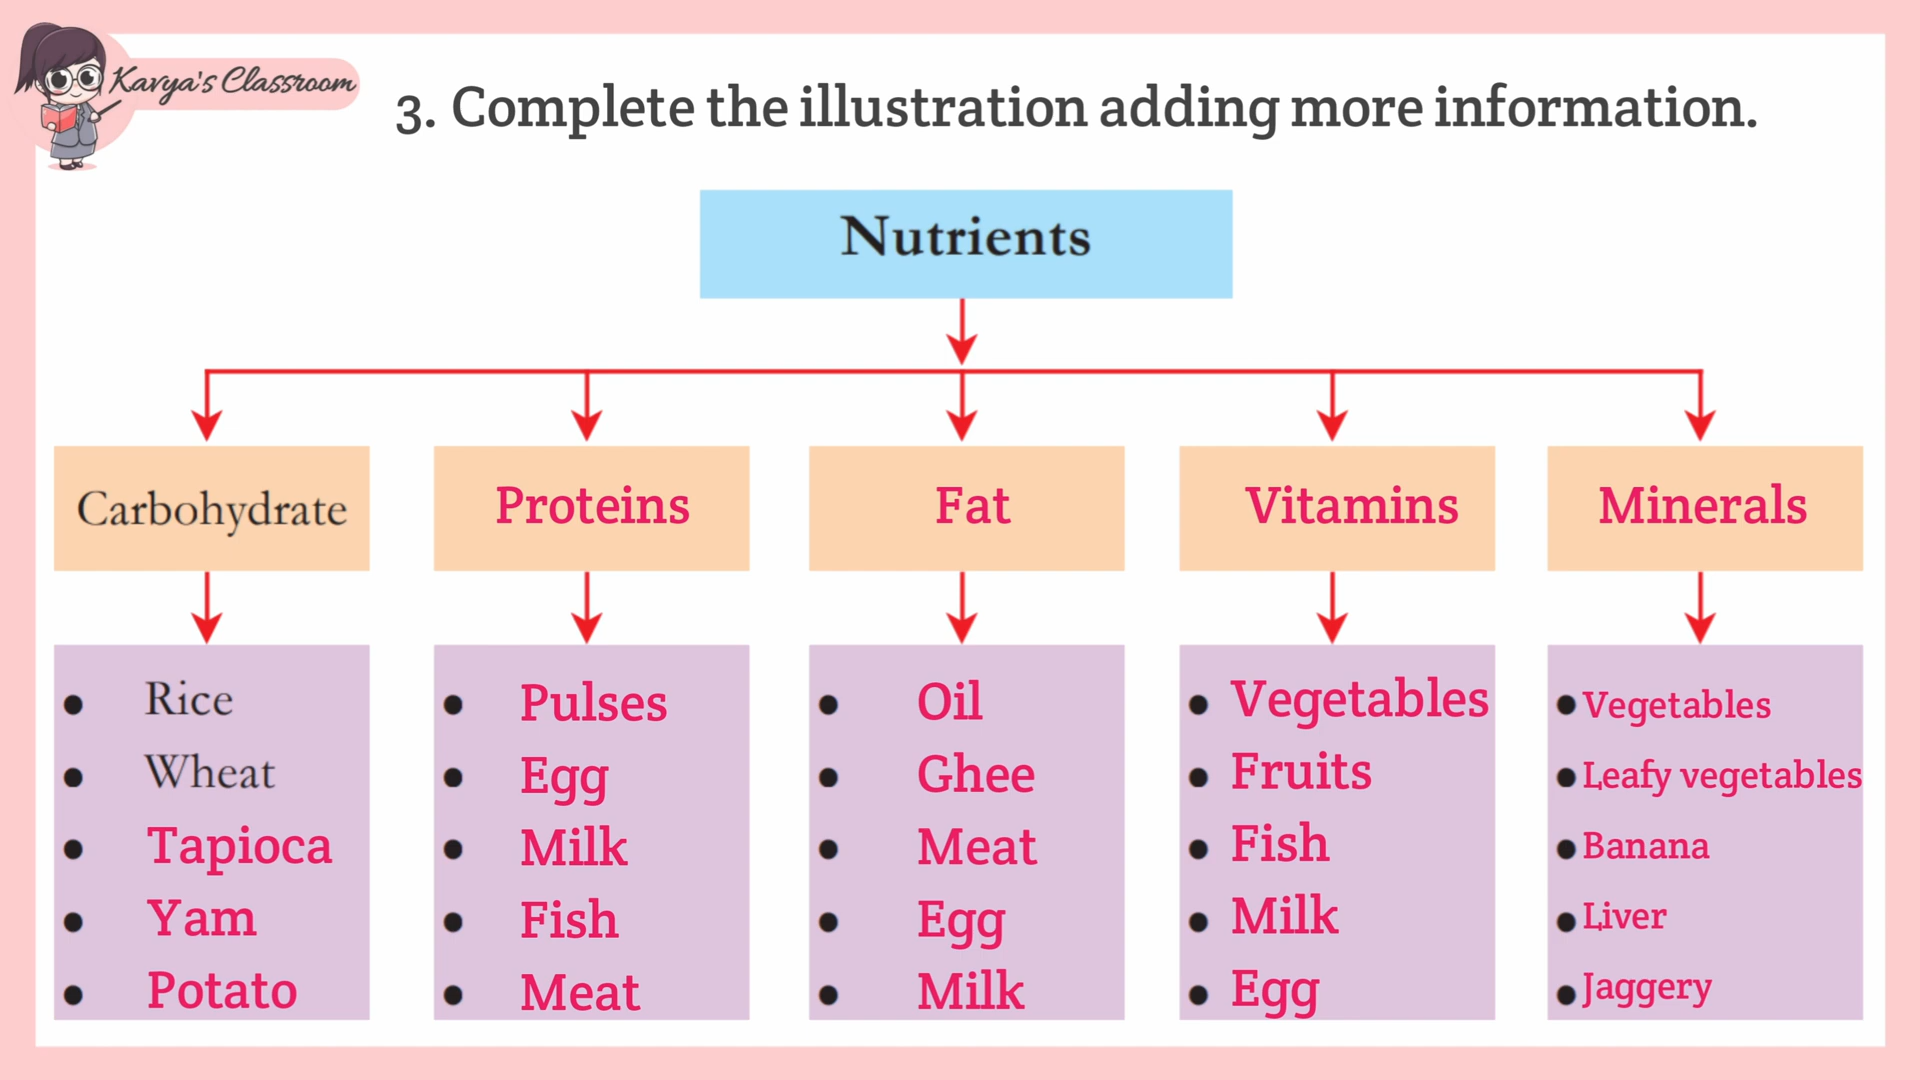 Karya's Classroom
3. Complete the illustration adding more information.
Nutrients
Carbohydrate
Proteins
Fat
Vitamins
Minerals
Rice
Wheat
Tapioca
Yam
Potato
Pulses
Egg
Milk
Fish
Meat
Oil
Ghee
Meat
Egg
Milk
Vegetables
Fruits
Fish
Milk
Egg
Vegetables
Leafy vegetables
Banana
Liver
Jaggery